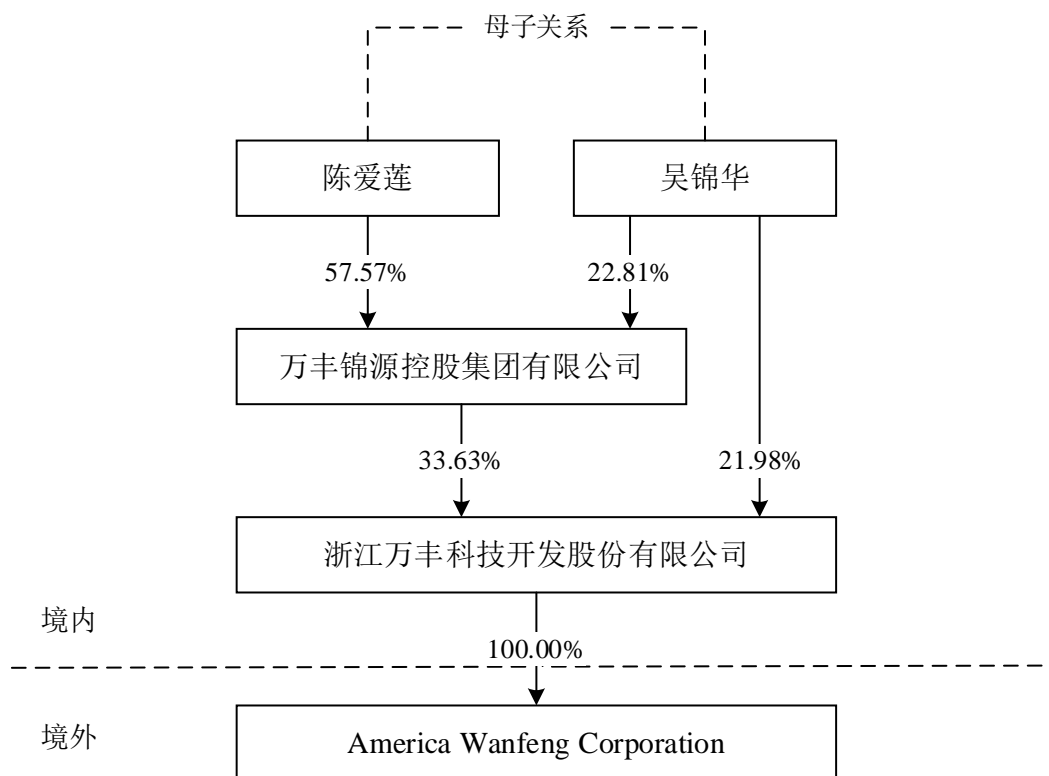 母子关系
陈爱莲
吴锦华
57.57%
22.81%
万丰锦源控股集团有限公司
33.63%
21.98%
浙江万丰科技开发股份有限公司
境内
100.00%
境外
America Wanfeng Corporation